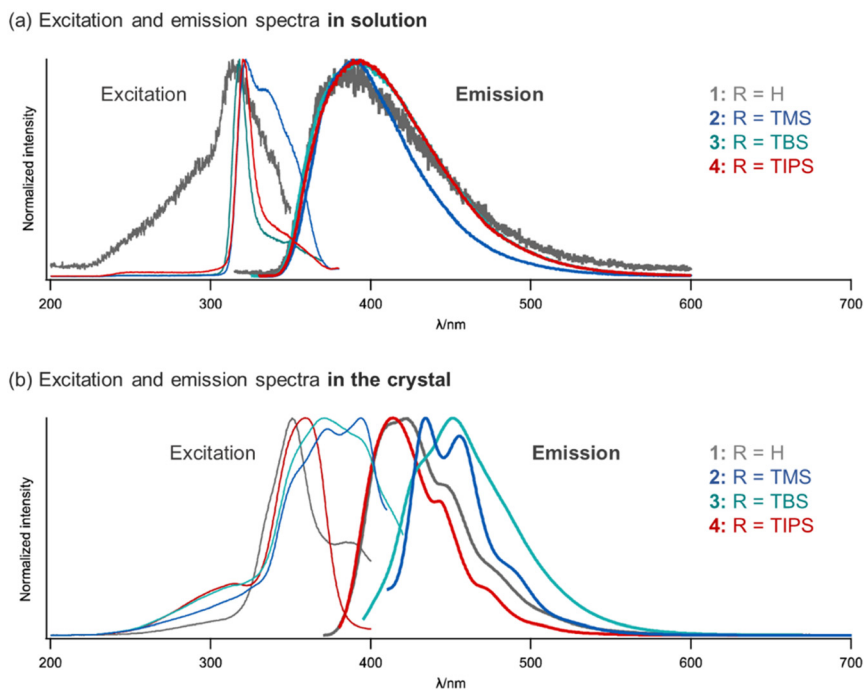 (a) Excitation and emission spectra in solution
Excitation
Emission
1: R = H
2: R = TMS
3: R = TBS
4: R = TIPS
Normalized intensity
200 300 400 500 600 700
λ/nm
(b) Excitation and emission spectra in the crystal
Excitation
Emission
1: R = H
2: R = TMS
3: R = TBS
4: R = TIPS
Normalized intensity
200 300 400 500 600 700
λ/nm